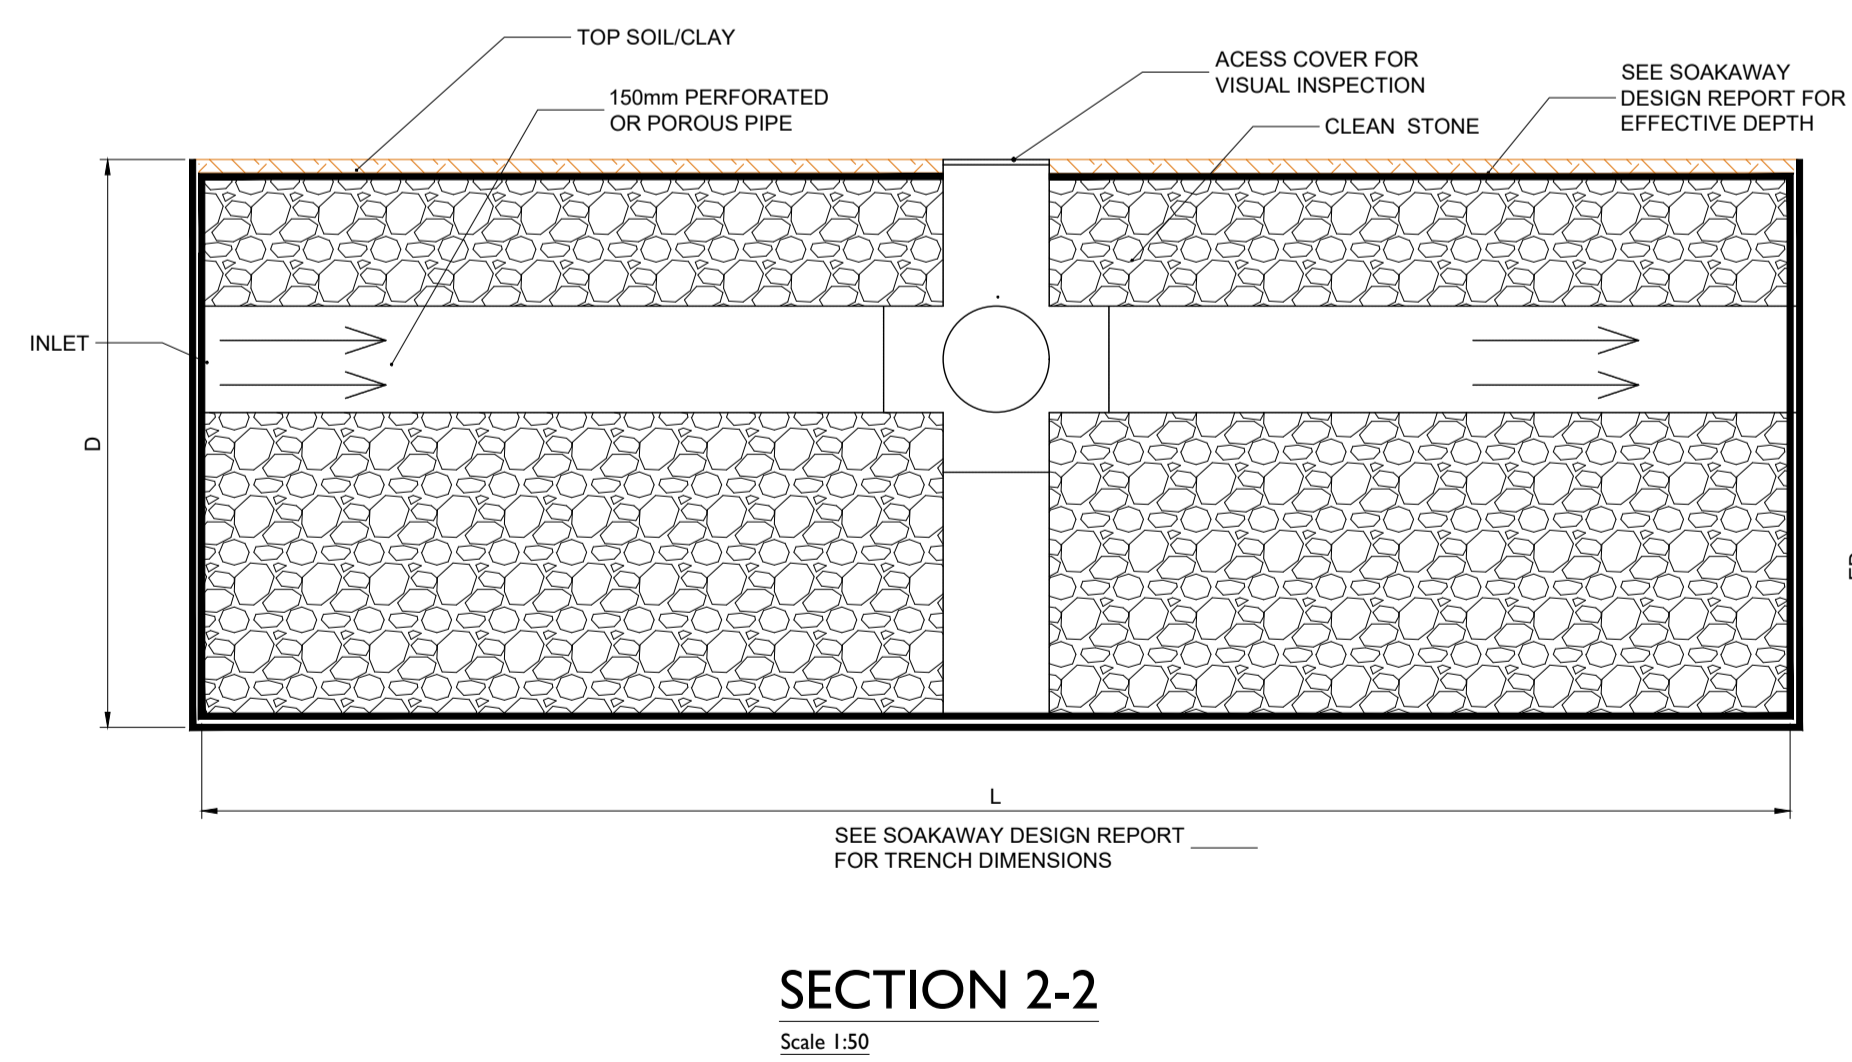 TOP SOIL/CLAY
150mm PERFORATED
OR POROUS PIPE
ACESS COVER FOR
VISUAL INSPECTION
CLEAN STONE
SEE SOAKAWAY
DESIGN REPORT FOR
EFFECTIVE DEPTH
INLET
D
L
SEE SOAKAWAY DESIGN REPORT
FOR TRENCH DIMENSIONS
SECTION 2-2
Scale 1:50